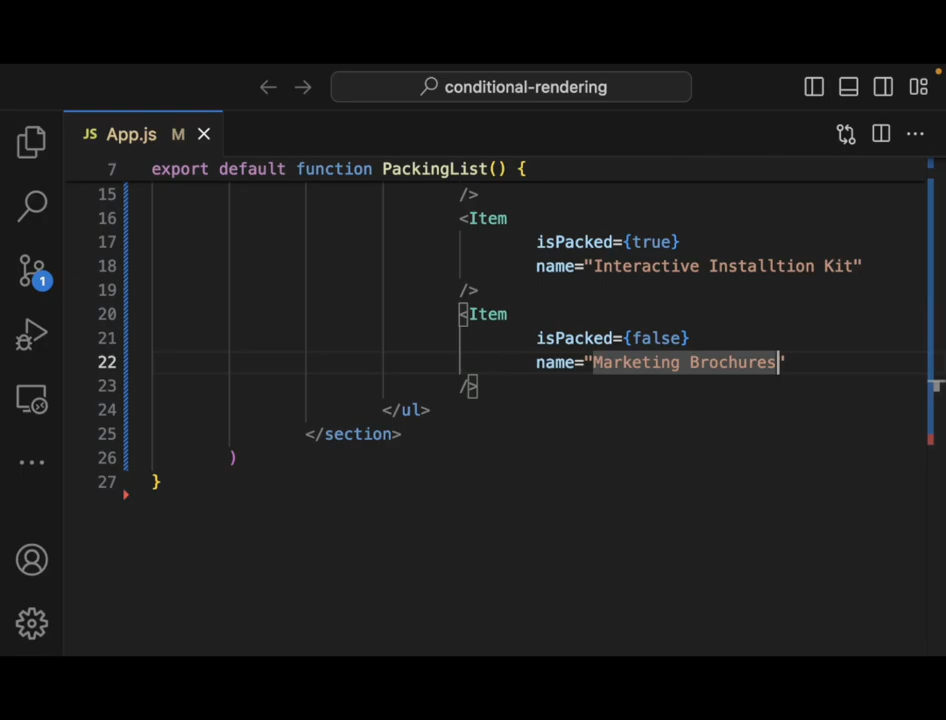 conditional-rendering
JS App.js M
7 export default function PackingList() {
15 />
16 <Item
17 isPacked={true}
18 name="Interactive Installtion Kit"
19 />
20 <Item
21 isPacked={false}
22 name="Marketing Brochures"
23 />
24 </ul>
25 </section>
26 )
27 }
1